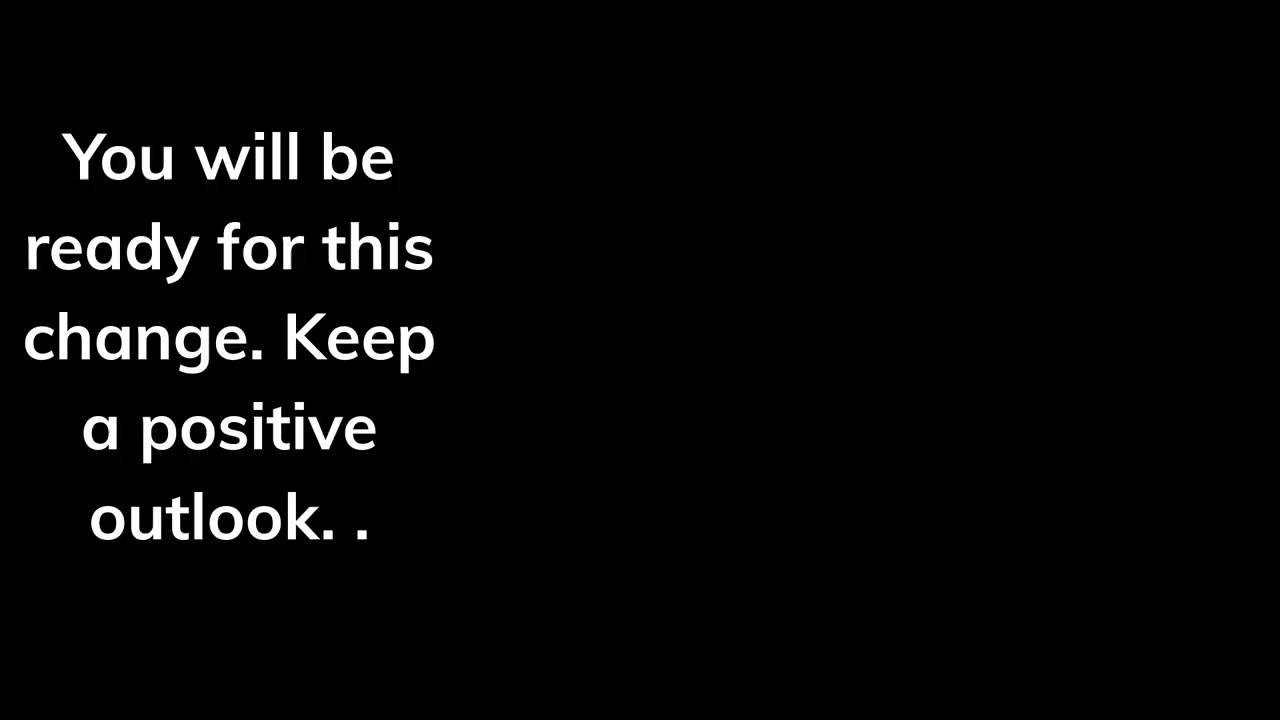 You will be
ready for this
change. Keep
a positive
outlook. .